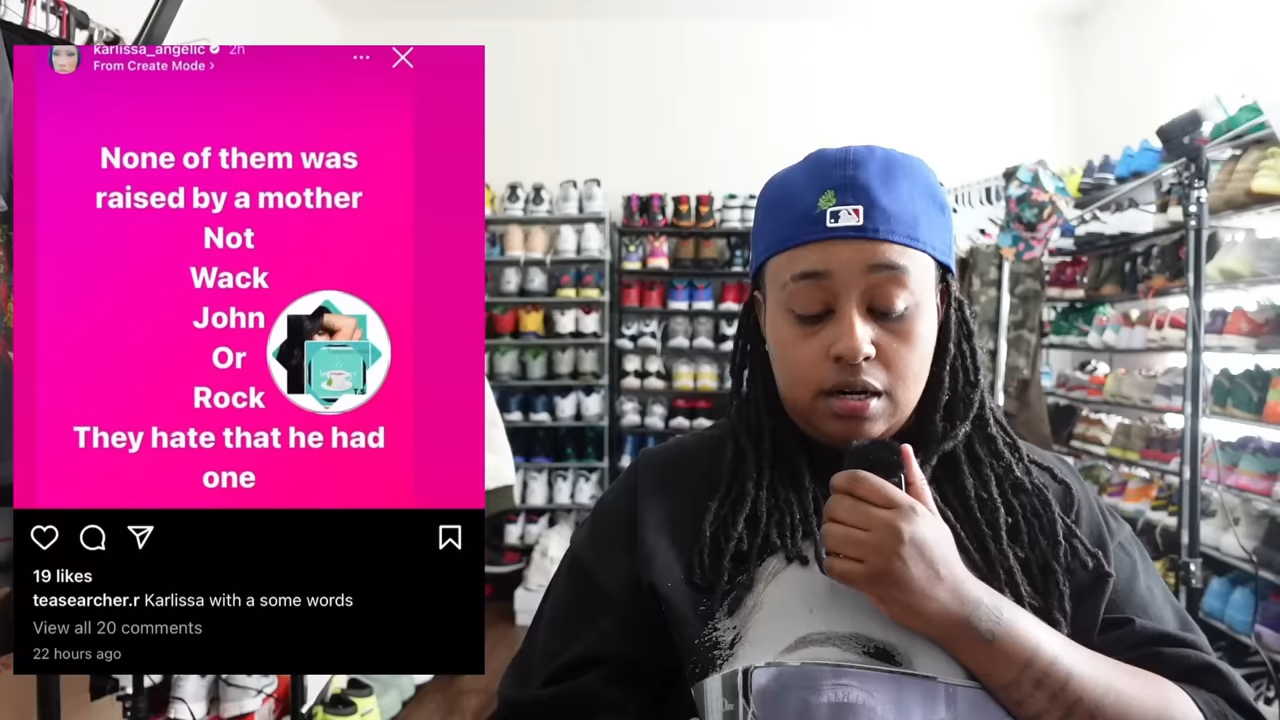 karlissa_angelic 2h
From Create Mode >
None of them was
raised by a mother
Not
Wack
John
Or
Rock
They hate that he had
one
T.S
19 likes
teasearcher.r Karlissa with a some words
View all 20 comments
22 hours ago